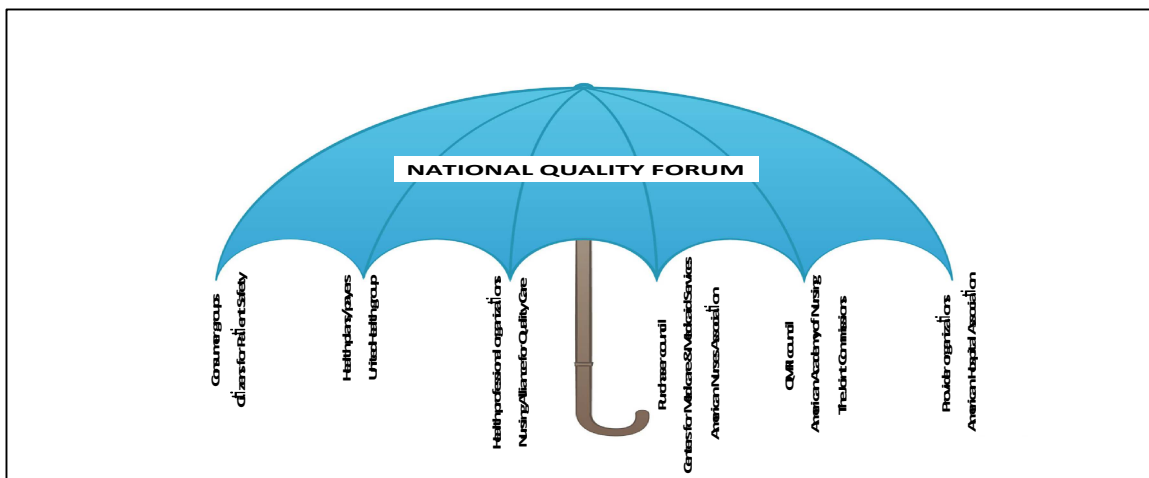 NATIONAL QUALITY FORUM
Consumer groups
Citizens for Patient Safety
Health plans/payers
United Health group
Health professional organizations
Nursing Alliance for Quality Care
Purchaser council
Centers for Medicare & Medicaid Services
American Nurses Association
QMRI council
American Academy of Nursing
The Joint Commissions
Provider organizations
American Hospital Association